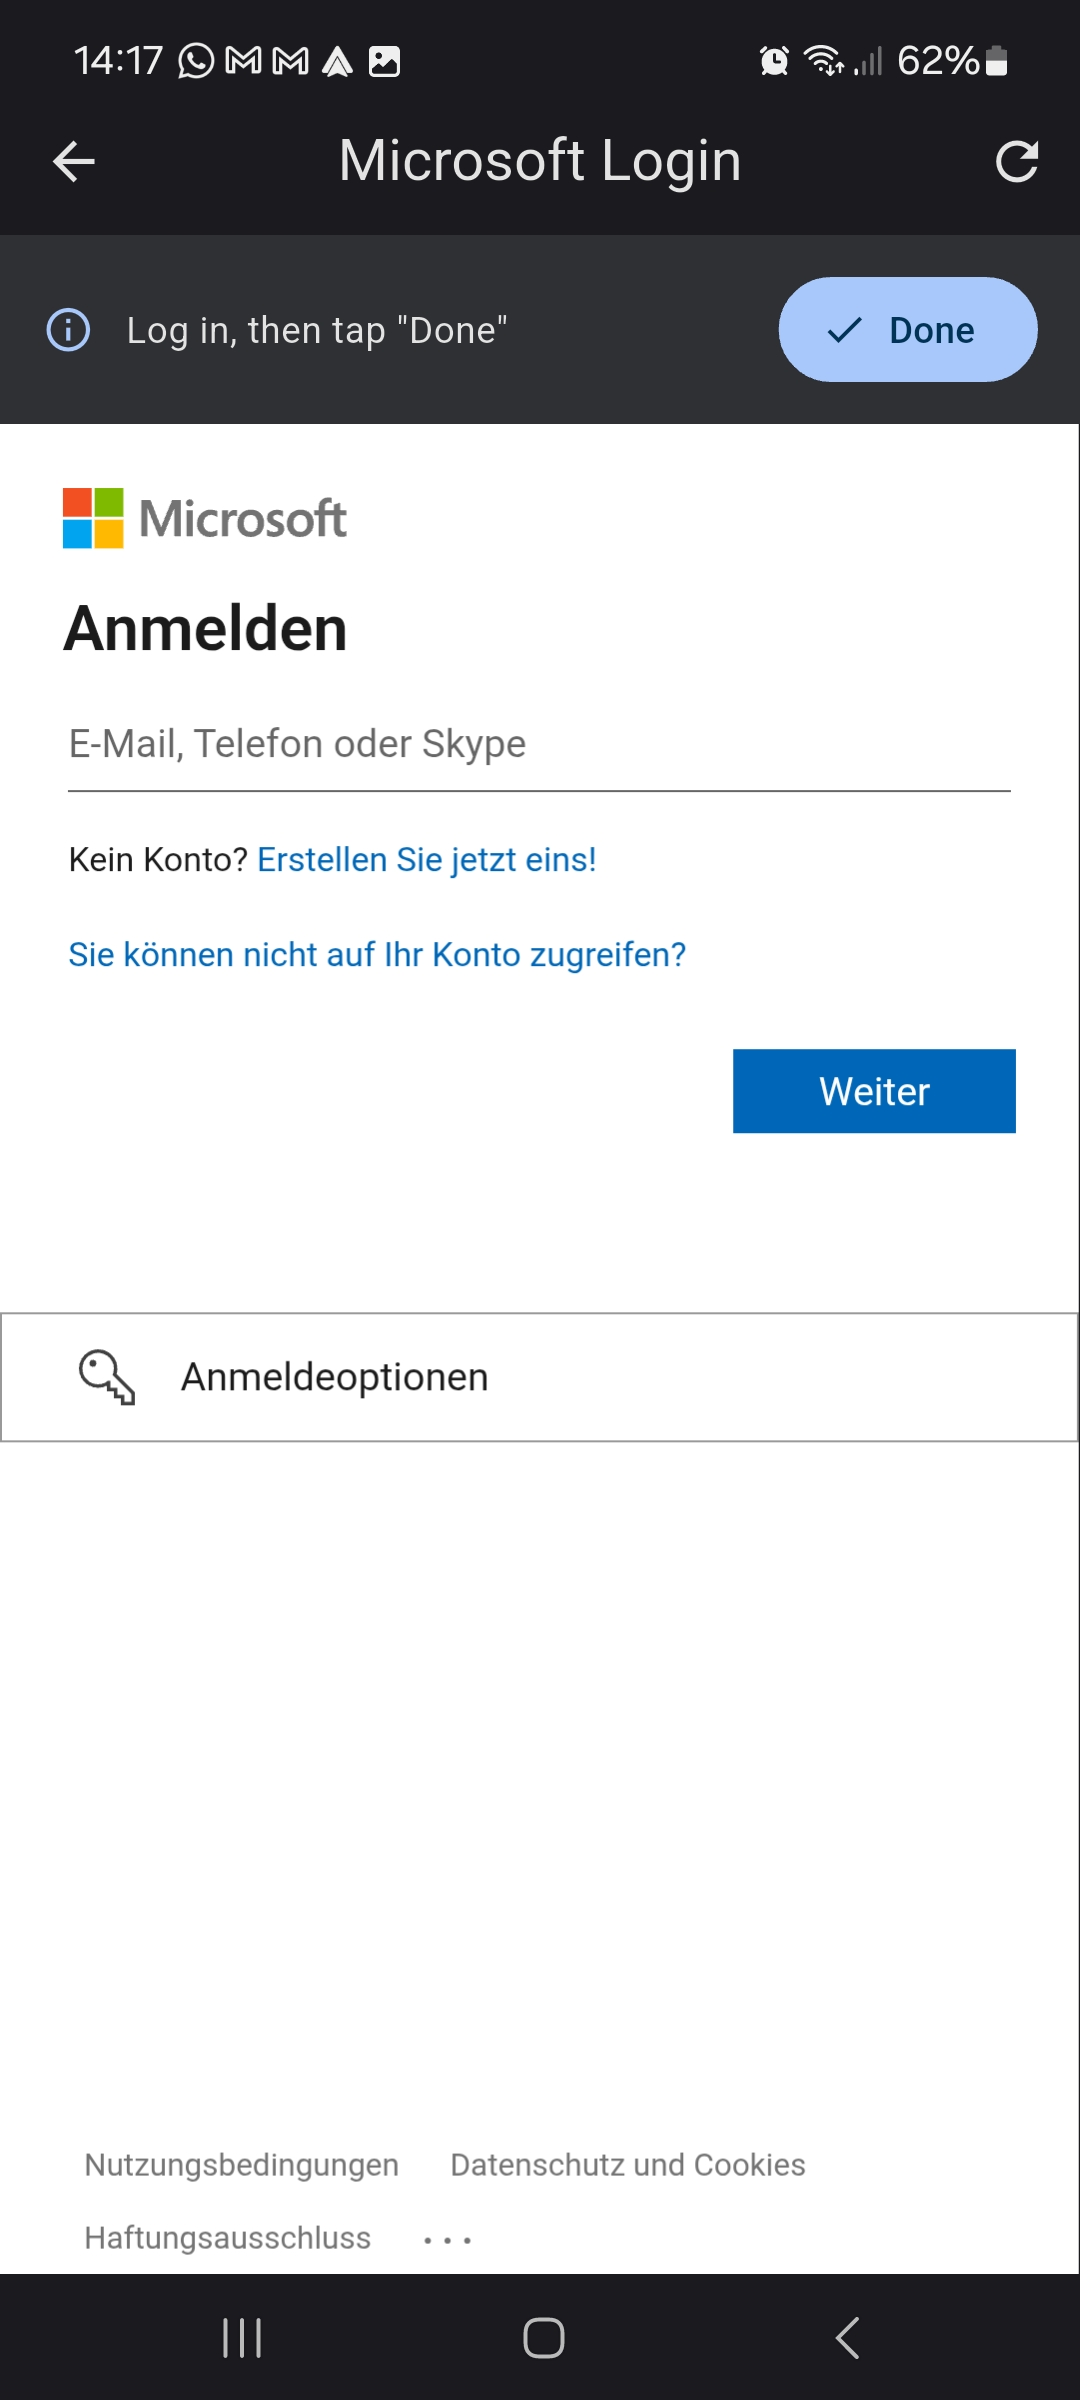 14:17 62%
Microsoft Login
Log in, then tap "Done" Done
Microsoft
Anmelden
E-Mail, Telefon oder Skype
Kein Konto? Erstellen Sie jetzt eins!
Sie können nicht auf Ihr Konto zugreifen?
Weiter
Anmeldeoptionen
Nutzungsbedingungen Datenschutz und Cookies
Haftungsausschluss ...